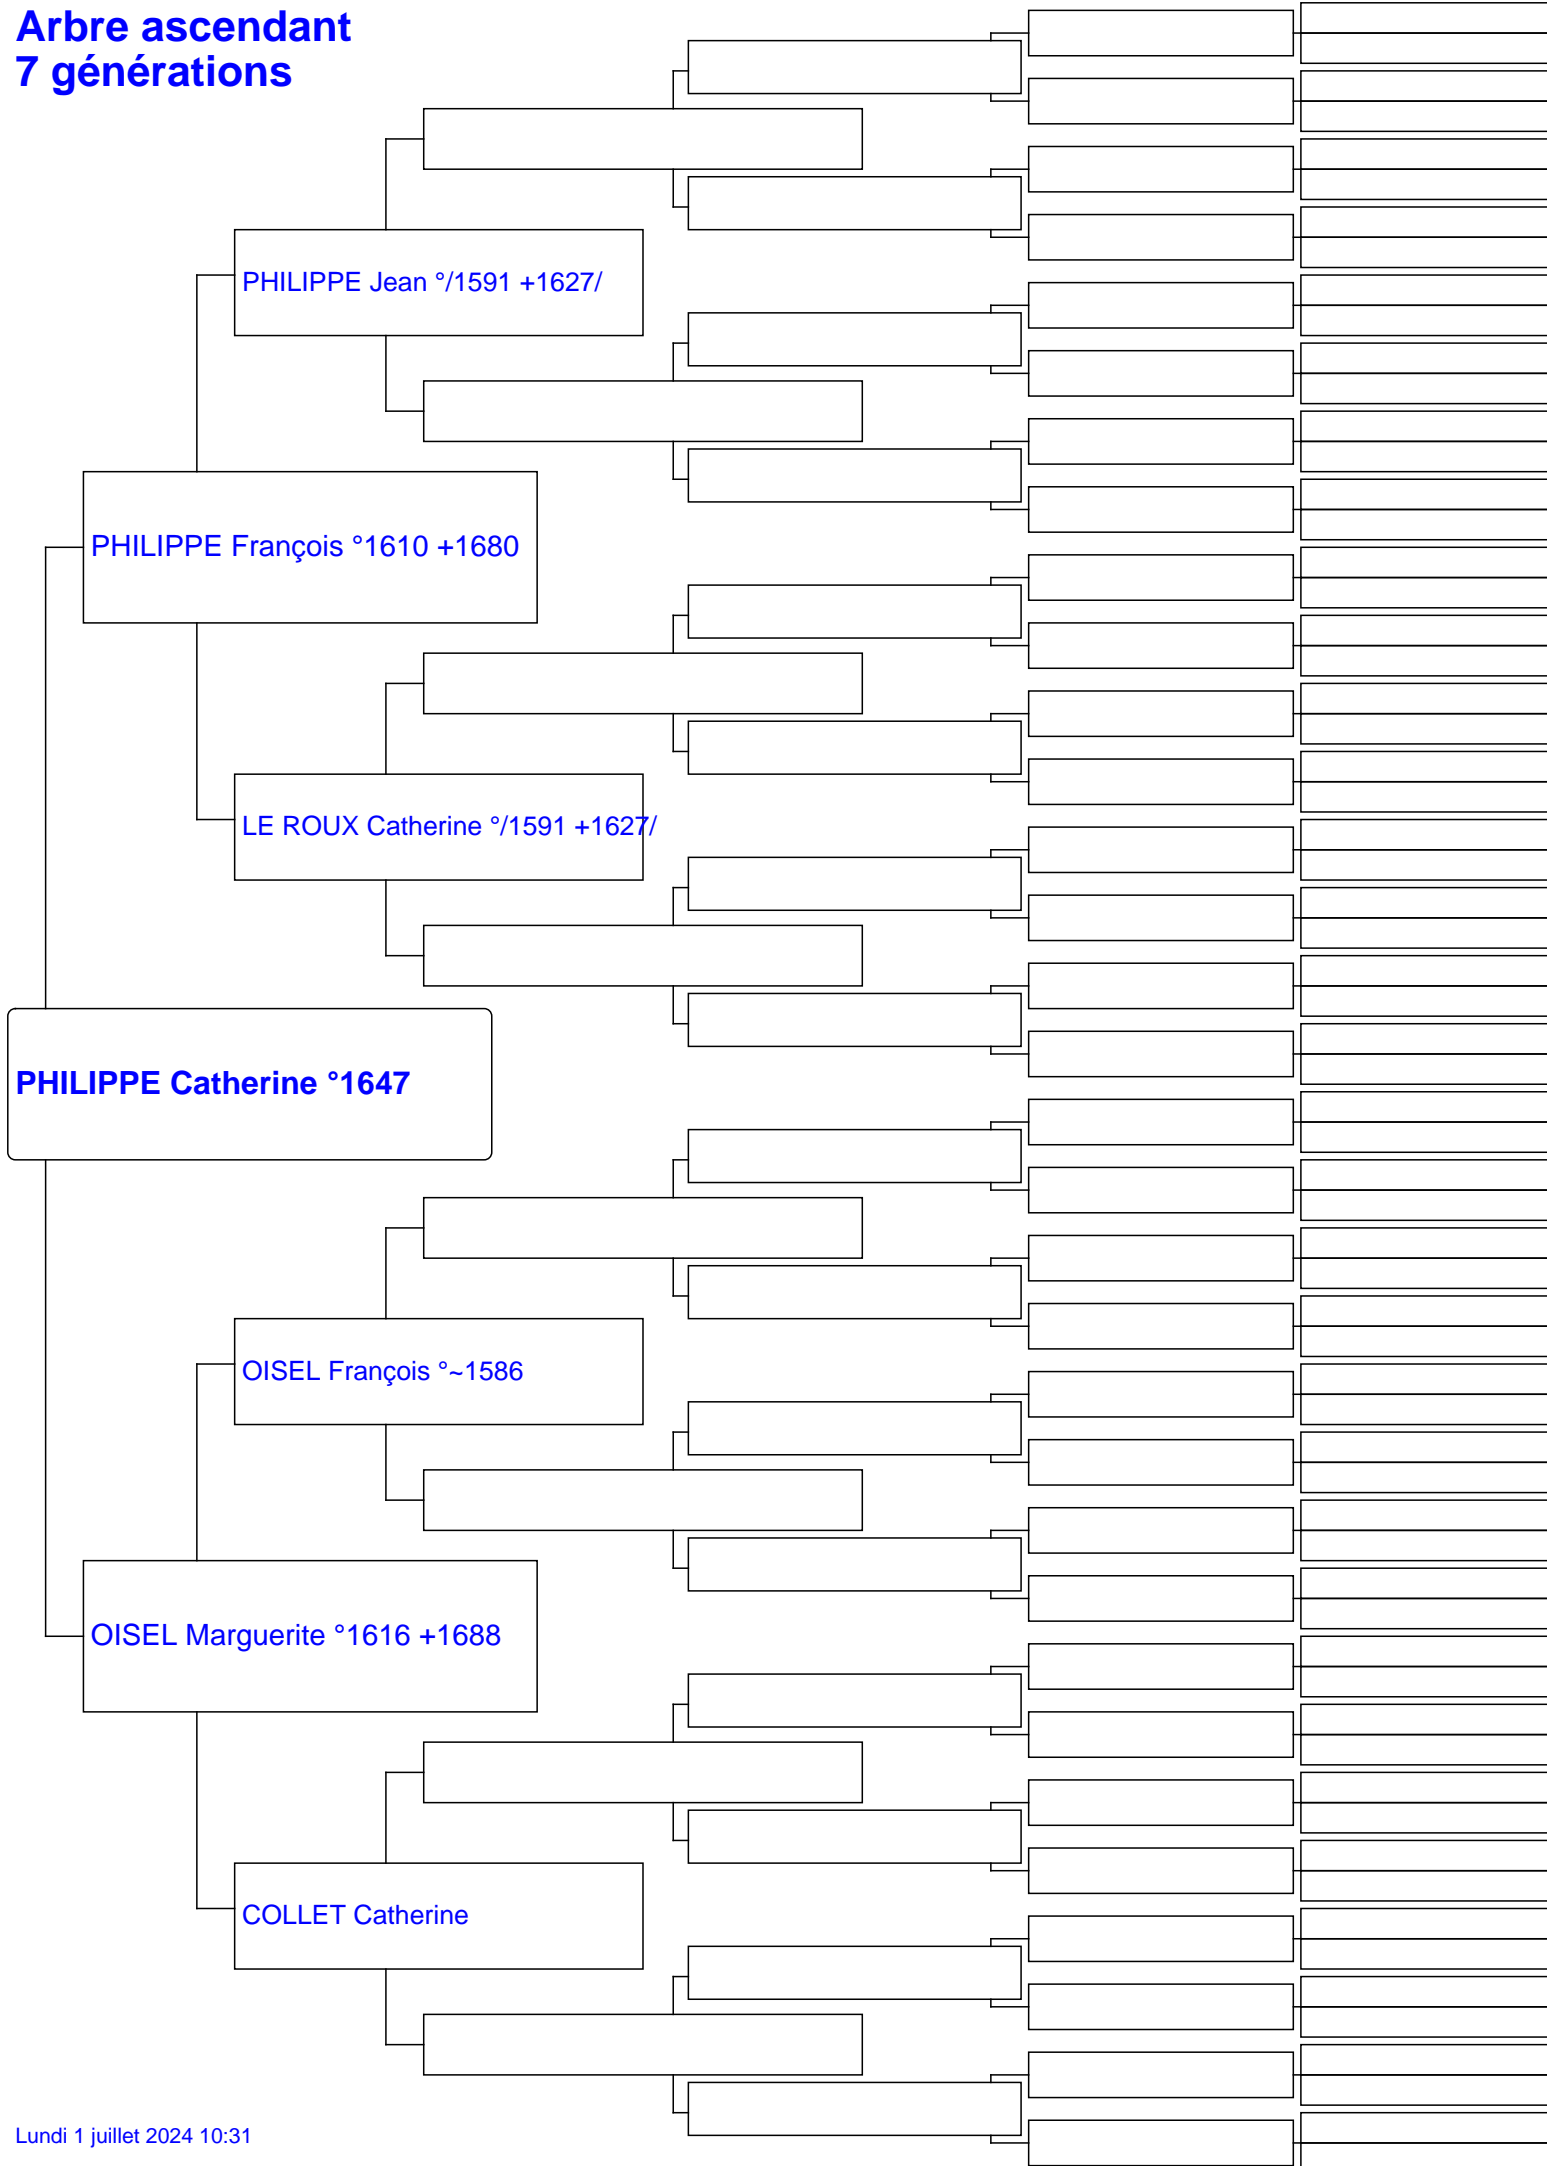 Arbre ascendant
7 générations
PHILIPPE Jean °/1591 +1627/
PHILIPPE François °1610 +1680
LE ROUX Catherine °/1591 +1627/
PHILIPPE Catherine °1647
OISEL François °~1586
OISEL Marguerite °1616 +1688
COLLET Catherine
Lundi 1 juillet 2024 10:31